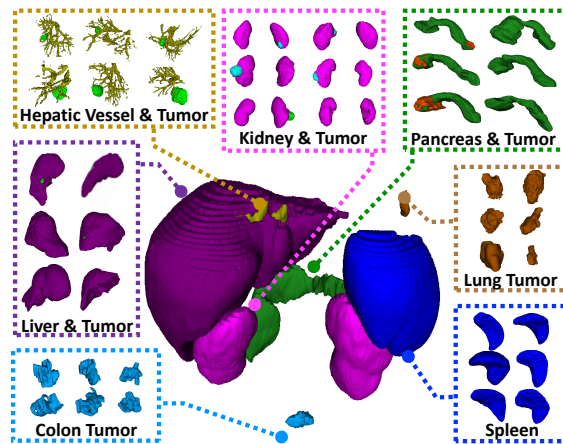 Hepatic Vessel & Tumor
Kidney & Tumor
Pancreas & Tumor
Liver & Tumor
Lung Tumor
Colon Tumor
Spleen